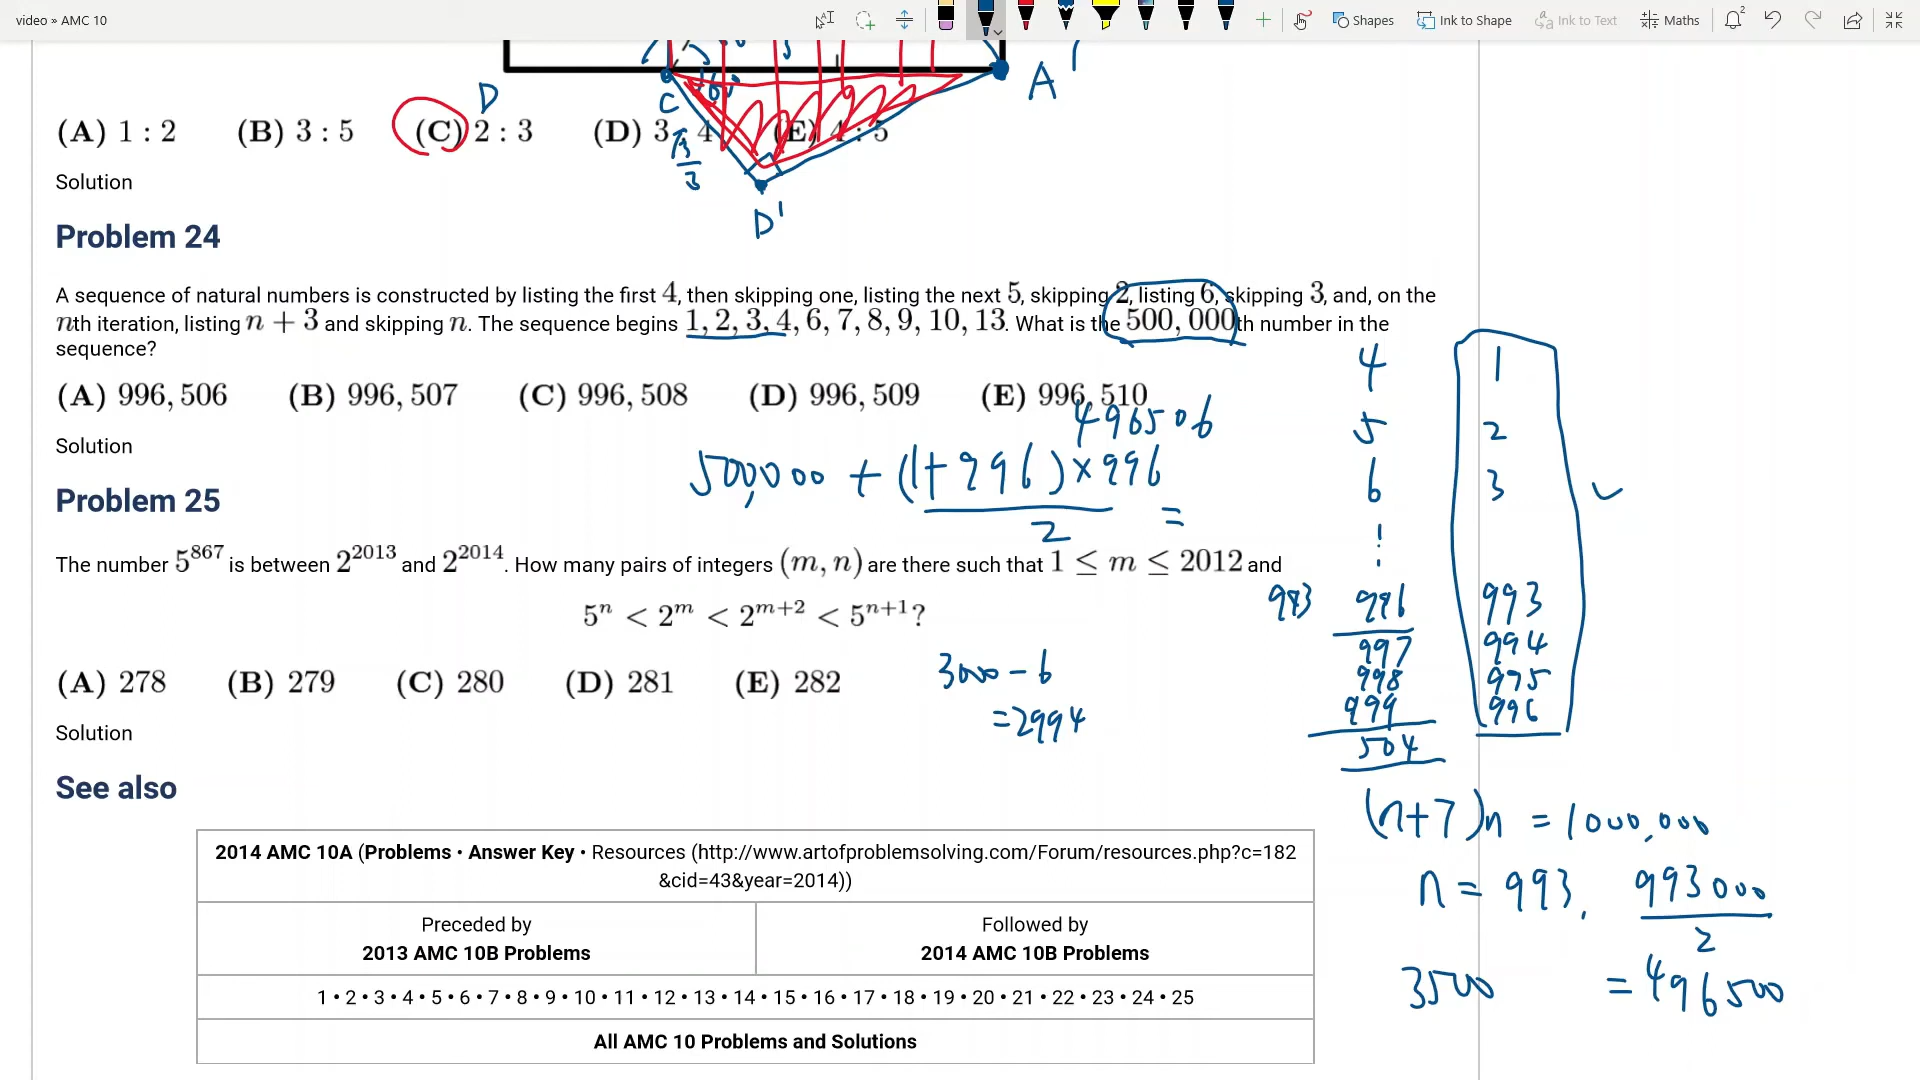 video » AMC 10
Shapes
Ink to Shape
Ink to Text
Maths
2
D
C
60°
A'
(A) 1 : 2 (B) 3 : 5 (C) 2 : 3 (D) 3 : 4 (E) 4 : 5
√3/3
D'
Solution
Problem 24
A sequence of natural numbers is constructed by listing the first 4, then skipping one, listing the next 5, skipping 2, listing 6, skipping 3, and, on the
nth iteration, listing n + 3 and skipping n. The sequence begins 1, 2, 3, 4, 6, 7, 8, 9, 10, 13. What is the 500, 000th number in the
sequence?
(A) 996, 506 (B) 996, 507 (C) 996, 508 (D) 996, 509 (E) 996, 510
Solution
496506
500,000 + (1+996)×996 / 2 =
4 1
5 2
6 3
993 996 993
997 994
998 995
999 996
504
Problem 25
The number 5^867 is between 2^2013 and 2^2014. How many pairs of integers (m, n) are there such that 1 ≤ m ≤ 2012 and
5^n < 2^m < 2^{m+2} < 5^{n+1}?
(A) 278 (B) 279 (C) 280 (D) 281 (E) 282
3000 - 6
= 2994
Solution
(n+7)n = 1000,000
n = 993, 993000 / 2
3500 = 496500
See also
2014 AMC 10A (Problems • Answer Key • Resources (http://www.artofproblemsolving.com/Forum/resources.php?c=182
&cid=43&year=2014))
Preceded by
2013 AMC 10B Problems
Followed by
2014 AMC 10B Problems
1 • 2 • 3 • 4 • 5 • 6 • 7 • 8 • 9 • 10 • 11 • 12 • 13 • 14 • 15 • 16 • 17 • 18 • 19 • 20 • 21 • 22 • 23 • 24 • 25
All AMC 10 Problems and Solutions